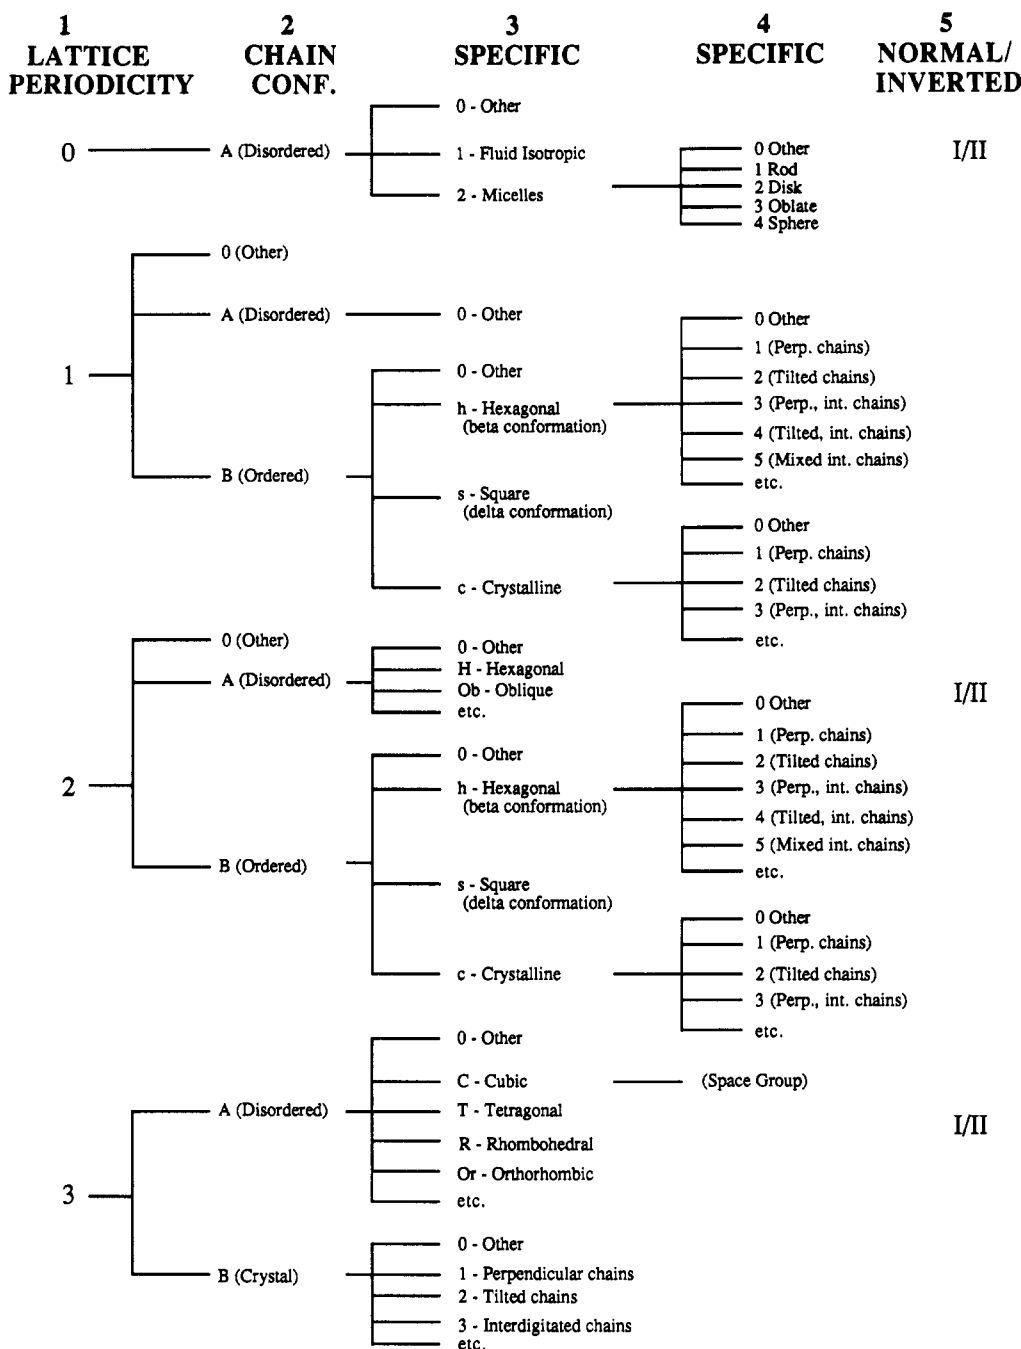 1
LATTICE
PERIODICITY
2
CHAIN
CONF.
3
SPECIFIC
4
SPECIFIC
5
NORMAL/
INVERTED
0
A (Disordered)
0 - Other
1 - Fluid Isotropic
2 - Micelles
0 Other
1 Rod
2 Disk
3 Oblate
4 Sphere
I/II
1
0 (Other)
A (Disordered)
0 - Other
B (Ordered)
0 - Other
h - Hexagonal
(beta conformation)
0 Other
1 (Perp. chains)
2 (Tilted chains)
3 (Perp., int. chains)
4 (Tilted, int. chains)
5 (Mixed int. chains)
etc.
s - Square
(delta conformation)
c - Crystalline
0 Other
1 (Perp. chains)
2 (Tilted chains)
3 (Perp., int. chains)
etc.
2
0 (Other)
A (Disordered)
0 - Other
H - Hexagonal
Ob - Oblique
etc.
I/II
B (Ordered)
0 - Other
h - Hexagonal
(beta conformation)
0 Other
1 (Perp. chains)
2 (Tilted chains)
3 (Perp., int. chains)
4 (Tilted, int. chains)
5 (Mixed int. chains)
etc.
s - Square
(delta conformation)
c - Crystalline
0 Other
1 (Perp. chains)
2 (Tilted chains)
3 (Perp., int. chains)
etc.
3
A (Disordered)
0 - Other
C - Cubic
(Space Group)
T - Tetragonal
R - Rhombohedral
Or - Orthorhombic
etc.
I/II
B (Crystal)
0 - Other
1 - Perpendicular chains
2 - Tilted chains
3 - Interdigitated chains
etc.